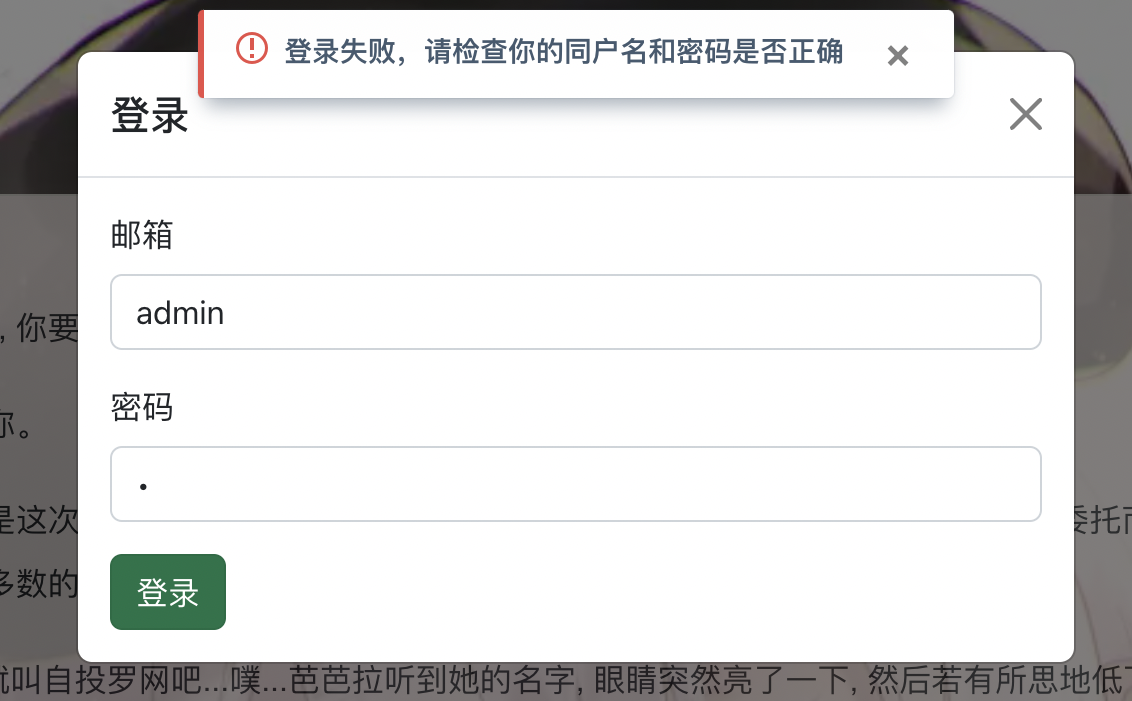 登录失败，请检查你的同户名和密码是否正确
登录
邮箱
admin
, 你要
密码
你。
是这次
委托而
登录
多数的
就叫自投罗网吧...噗...芭芭拉听到她的名字, 眼睛突然亮了一下, 然后若有所思地低下